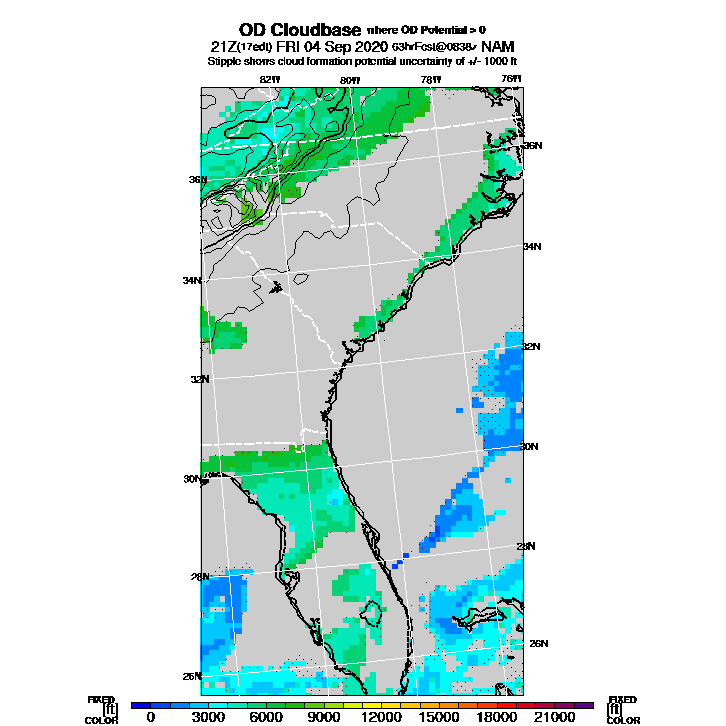 OD Cloudbase where OD Potential > 0
21Z(17edt) FRI 04 Sep 2020 63hrFcst@0838z NAM
Stipple shows cloud formation potential uncertainty of +/- 1000 ft
82W 80W 78W 76W
36N
36N
34N
34N
32N
32N
30N
30N
28N
28N
26N
26N
FIXED FIXED
[ft] [ft]
COLOR COLOR
0 3000 6000 9000 12000 15000 18000 21000